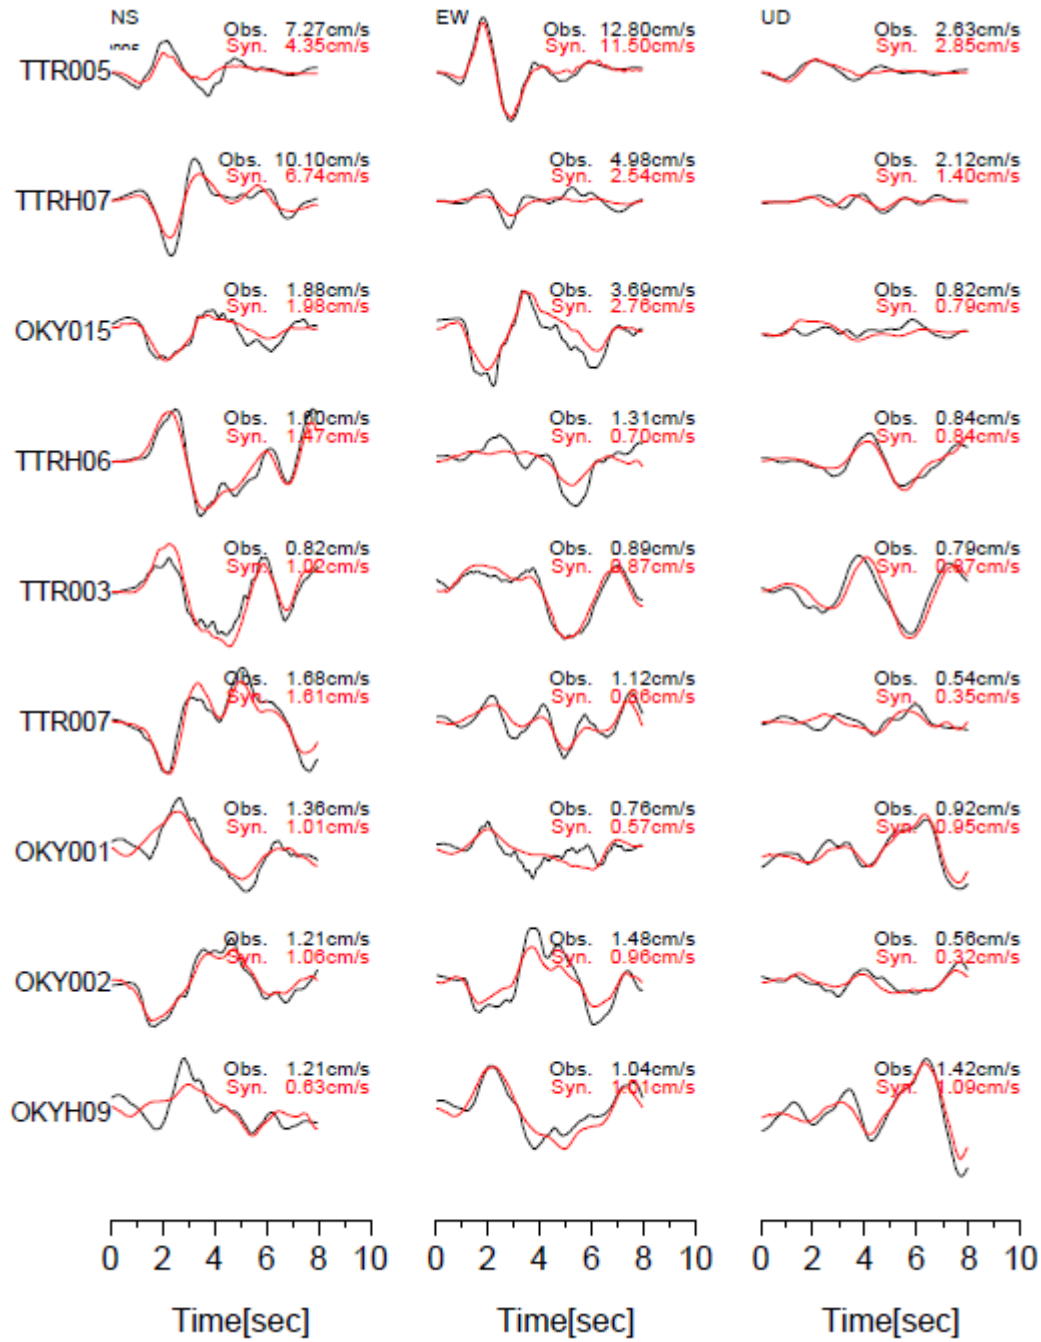 NS EW UD
Obs. 7.27cm/s Obs. 12.80cm/s Obs. 2.63cm/s
Syn. 4.35cm/s Syn. 11.50cm/s Syn. 2.85cm/s
TTR005
Obs. 10.10cm/s Obs. 4.98cm/s Obs. 2.12cm/s
Syn. 6.74cm/s Syn. 2.54cm/s Syn. 1.40cm/s
TTRH07
Obs. 1.88cm/s Obs. 3.69cm/s Obs. 0.82cm/s
Syn. 1.98cm/s Syn. 2.76cm/s Syn. 0.79cm/s
OKY015
Obs. 1.60cm/s Obs. 1.31cm/s Obs. 0.84cm/s
Syn. 1.47cm/s Syn. 0.70cm/s Syn. 0.84cm/s
TTRH06
Obs. 0.82cm/s Obs. 0.89cm/s Obs. 0.79cm/s
Syn. 1.02cm/s Syn. 0.87cm/s Syn. 0.87cm/s
TTR003
Obs. 1.68cm/s Obs. 1.12cm/s Obs. 0.54cm/s
Syn. 1.61cm/s Syn. Syn. 0.35cm/s
TTR007
Obs. 1.36cm/s Obs. 0.76cm/s Obs. 0.92cm/s
Syn. 1.01cm/s Syn. 0.57cm/s Syn. 0.95cm/s
OKY001
Obs. 1.21cm/s Obs. 1.48cm/s Obs. 0.56cm/s
Syn. 1.06cm/s Syn. 0.96cm/s Syn. 0.32cm/s
OKY002
Obs. 1.21cm/s Obs. 1.04cm/s Obs. 1.42cm/s
Syn. 0.63cm/s Syn. 1.01cm/s Syn. 1.09cm/s
OKYH09
0 2 4 6 8 10 0 2 4 6 8 10 0 2 4 6 8 10
Time[sec] Time[sec] Time[sec]